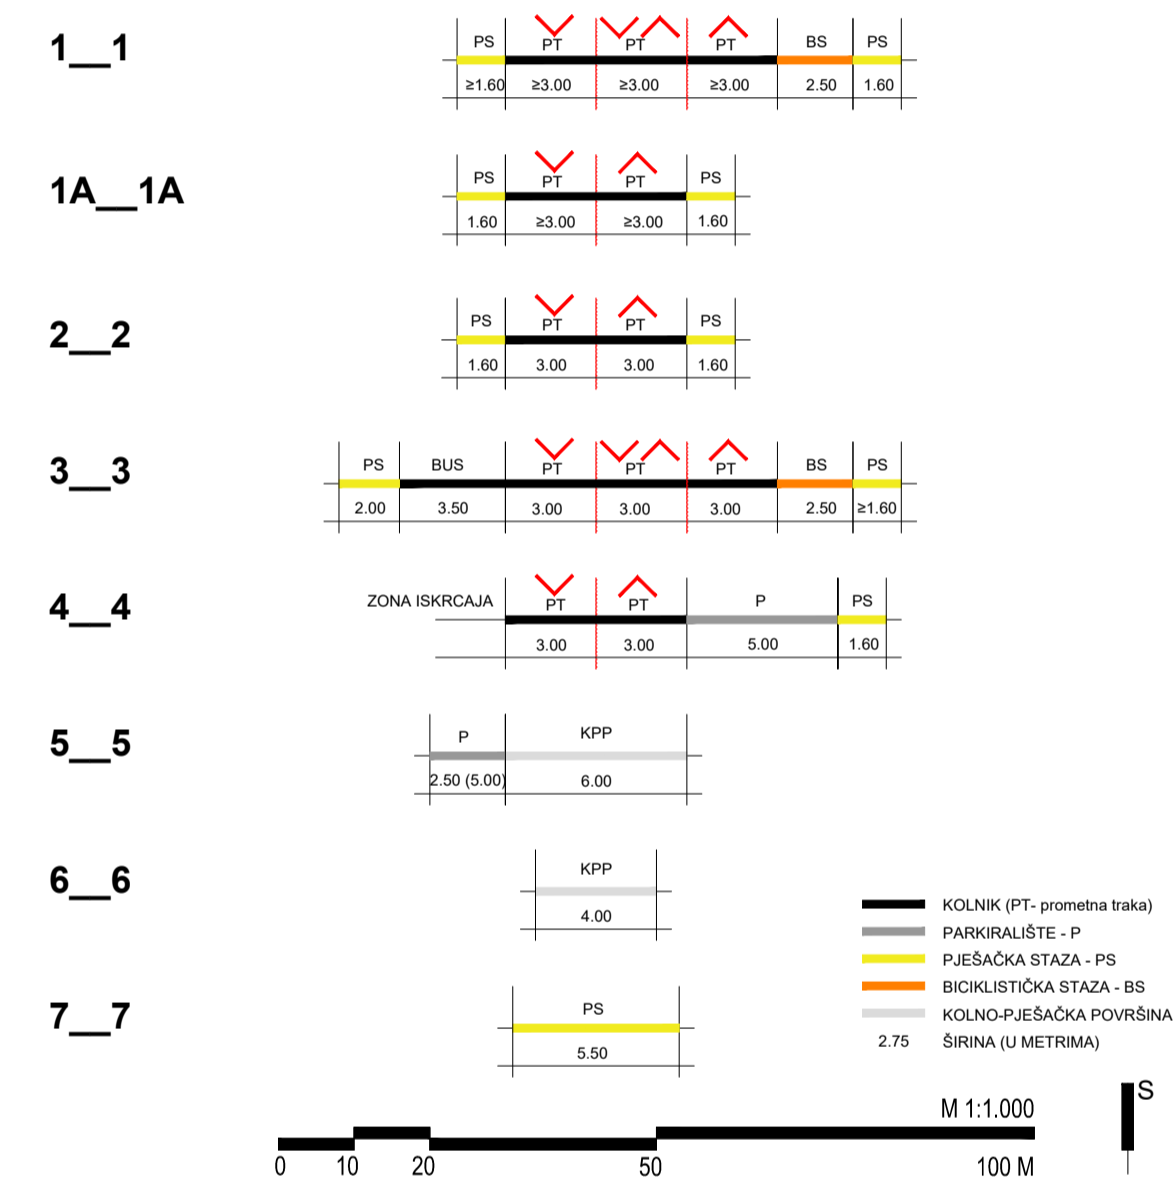 1__1
PS PT PT PT BS PS
≥1.60 ≥3.00 ≥3.00 ≥3.00 2.50 1.60
1A__1A
PS PT PT PS
1.60 ≥3.00 ≥3.00 1.60
2__2
PS PT PT PS
1.60 3.00 3.00 1.60
3__3
PS BUS PT PT PT BS PS
2.00 3.50 3.00 3.00 3.00 2.50 ≥1.60
4__4
ZONA ISKRCAJA PT PT P PS
3.00 3.00 5.00 1.60
5__5
P KPP
2.50 (5.00) 6.00
6__6
KPP
4.00
7__7
PS
5.50
KOLNIK (PT- prometna traka)
PARKIRALIŠTE - P
PJEŠAČKA STAZA - PS
BICIKLISTIČKA STAZA - BS
KOLNO-PJEŠAČKA POVRŠINA
2.75 ŠIRINA (U METRIMA)
S
M 1:1.000
0 10 20 50 100 M